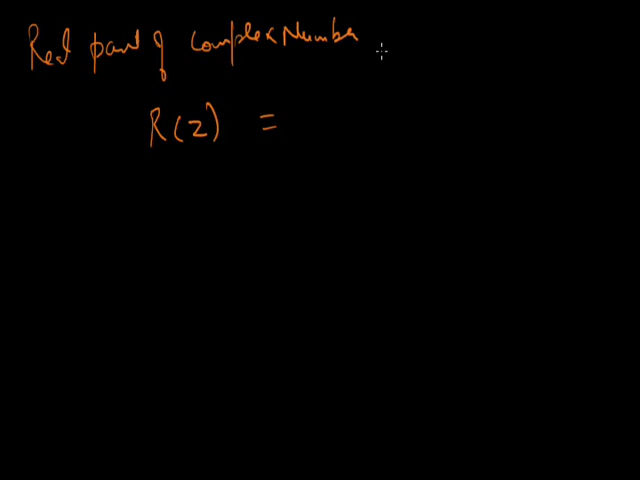 Real part of Complex Number
R(z) =